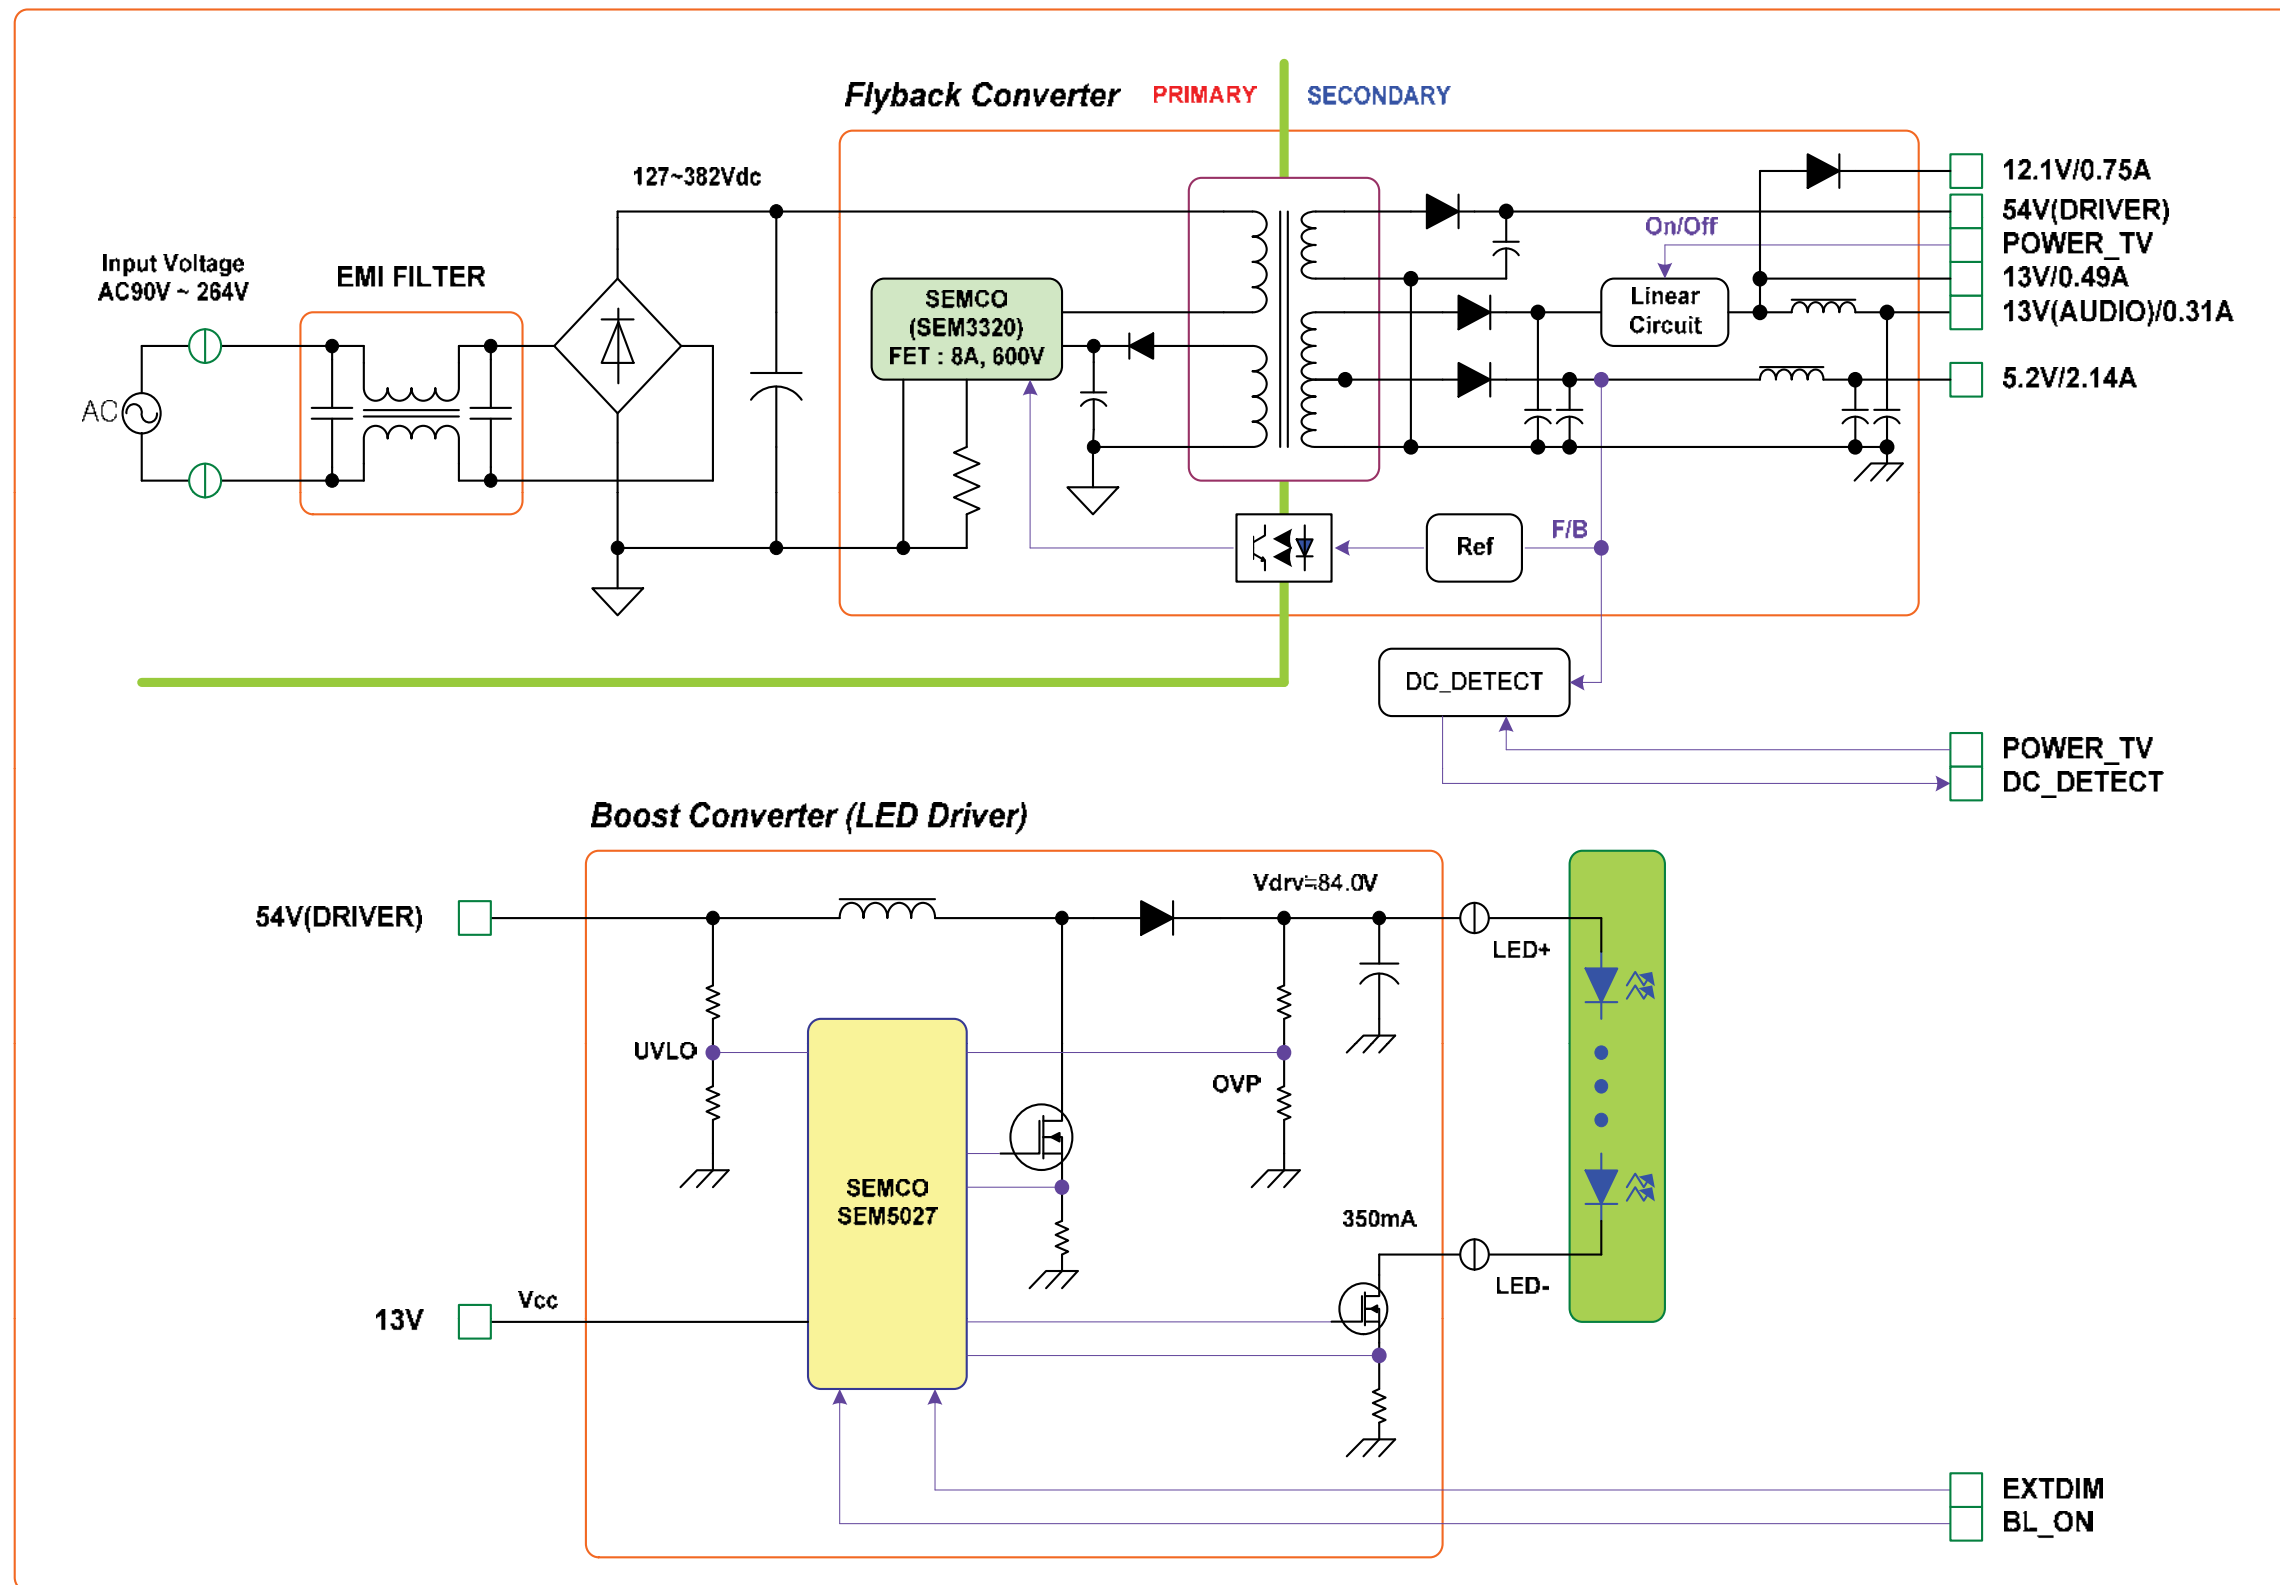 Flyback Converter
PRIMARY
SECONDARY
127~382Vdc
Input Voltage
AC90V ~ 264V
EMI FILTER
AC
SEMCO
(SEM3320)
FET : 8A, 600V
On/Off
Linear
Circuit
12.1V/0.75A
54V(DRIVER)
POWER_TV
13V/0.49A
13V(AUDIO)/0.31A
5.2V/2.14A
Ref
F/B
DC_DETECT
POWER_TV
DC_DETECT
Boost Converter (LED Driver)
54V(DRIVER)
Vdrv=84.0V
LED+
UVLO
OVP
SEMCO
SEM5027
350mA
LED-
13V
Vcc
EXTDIM
BL_ON